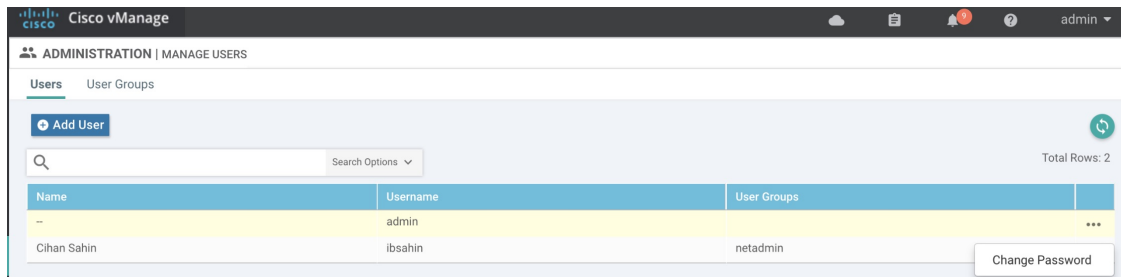 CISCO Cisco vManage 9 admin
ADMINISTRATION | MANAGE USERS
Users User Groups
Add User
Search Options Total Rows: 2
Name Username User Groups
-- admin
Cihan Sahin ibsahin netadmin
Change Password